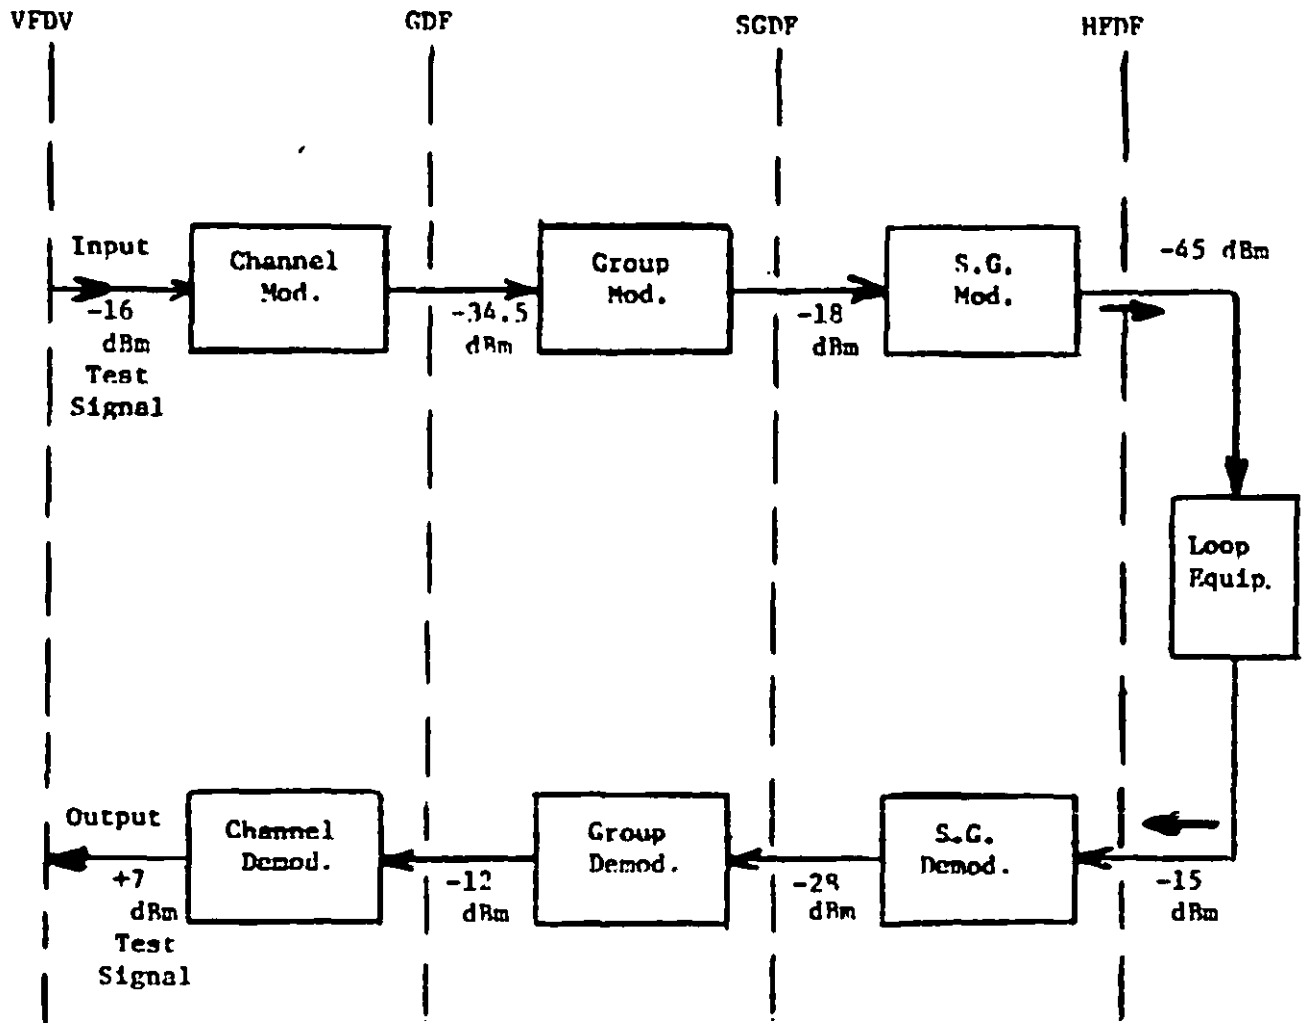 VFDV
GDF
SGDF
HFDF
Input
-16
dBm
Test
Signal
Channel
Mod.
-34.5
dBm
Group
Mod.
-18
dBm
S.G.
Mod.
-45 dBm
Loop
Equip.
Output
+7
dBm
Test
Signal
Channel
Demod.
-12
dBm
Group
Demod.
-28
dBm
S.G.
Demod.
-15
dBm